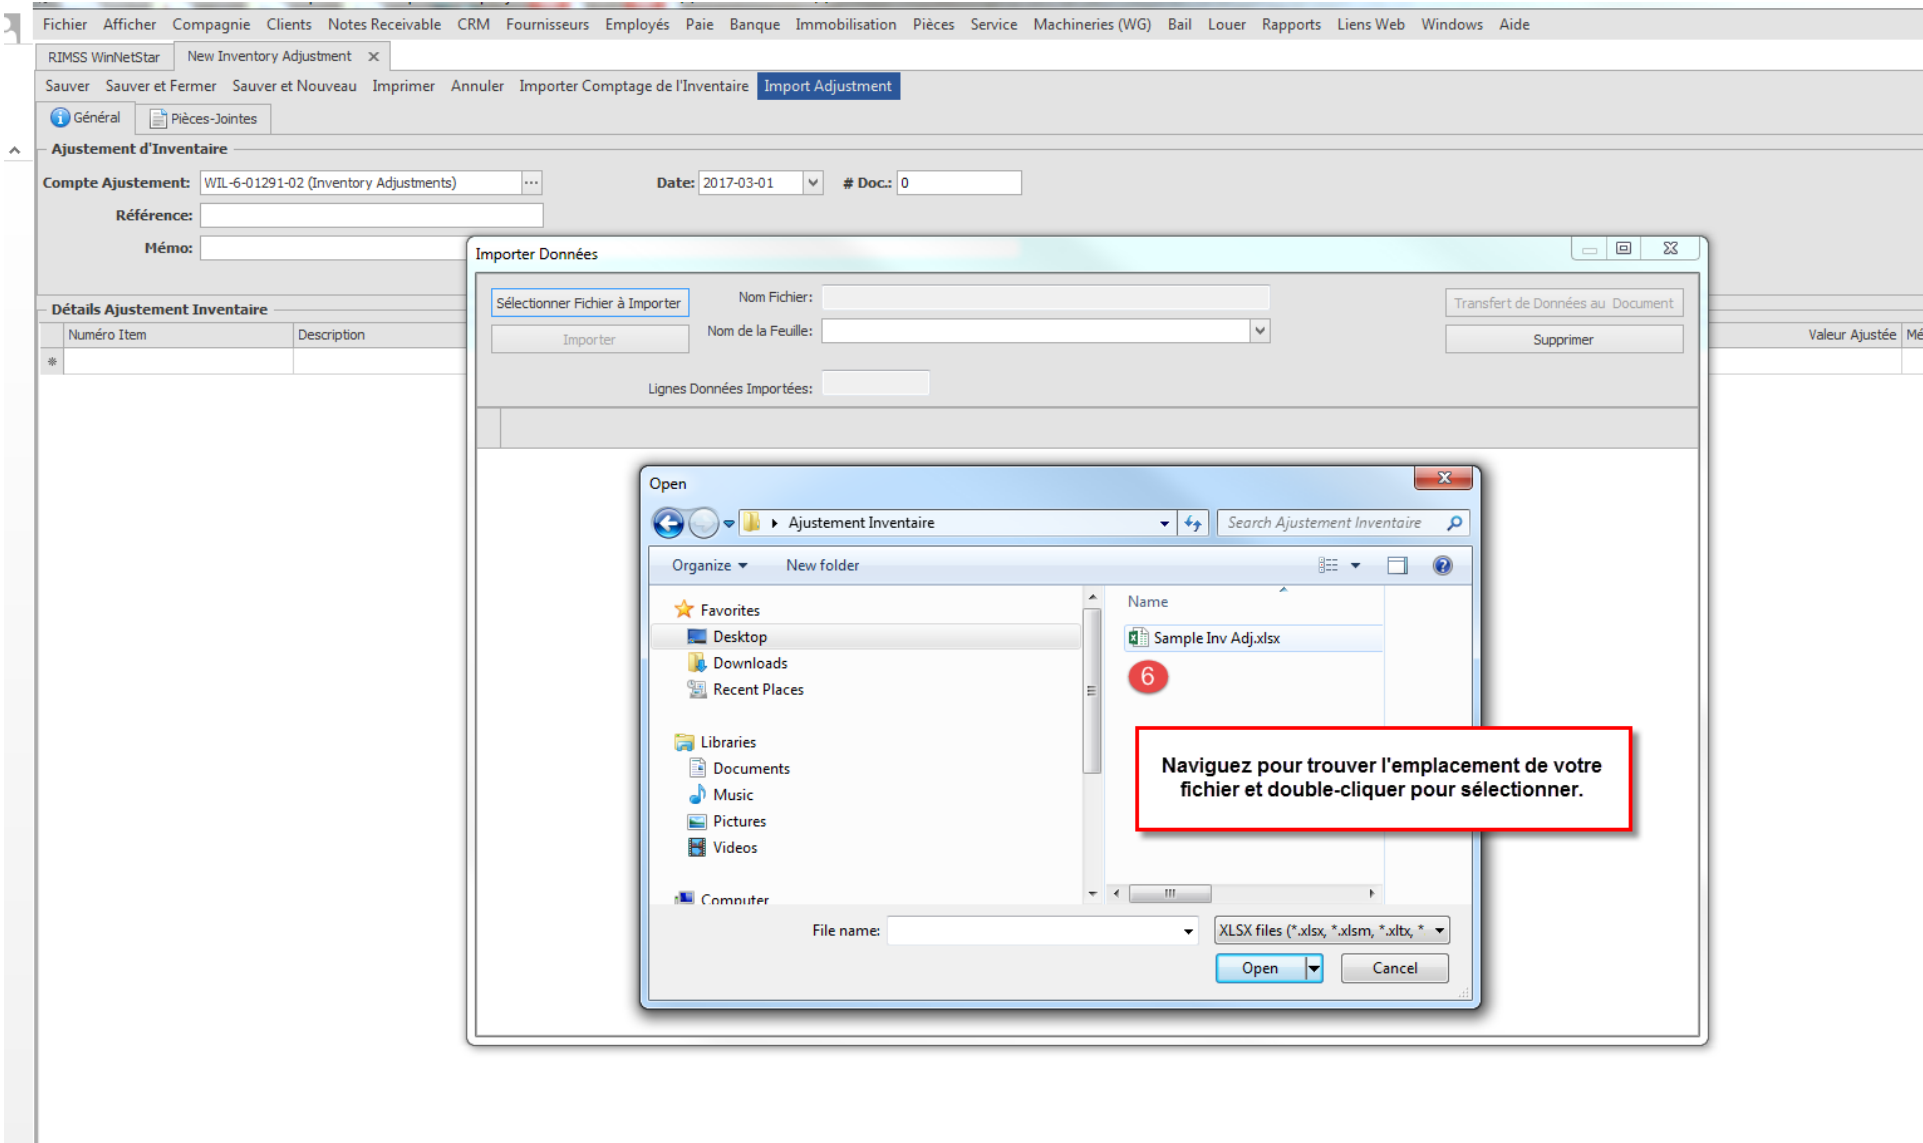 Fichier Afficher Compagnie Clients Notes Receivable CRM Fournisseurs Employés Paie Banque Immobilisation Pièces Service Machineries (WG) Bail Louer Rapports Liens Web Windows Aide
RIMSS WinNetStar New Inventory Adjustment
Sauver Sauver et Fermer Sauver et Nouveau Imprimer Annuler Importer Comptage de l'Inventaire Import Adjustment
Général Pièces-Jointes
Ajustement d'Inventaire
Compte Ajustement: WIL-6-01291-02 (Inventory Adjustments) ... Date: 2017-03-01 # Doc.: 0
Référence:
Mémo:
Détails Ajustement Inventaire
Numéro Item Description Valeur Ajustée Mé
Importer Données
Sélectionner Fichier à Importer Nom Fichier: Transfert de Données au Document
Importer Nom de la Feuille: Supprimer
Lignes Données Importées:
Open
Ajustement Inventaire Search Ajustement Inventaire
Organize New folder
Favorites
Desktop
Downloads
Recent Places
Libraries
Documents
Music
Pictures
Videos
Computer
Name
Sample Inv Adj.xlsx
6
Naviguez pour trouver l'emplacement de votre
fichier et double-cliquer pour sélectionner.
File name: XLSX files (*.xlsx, *.xlsm, *.xltx, *
Open Cancel